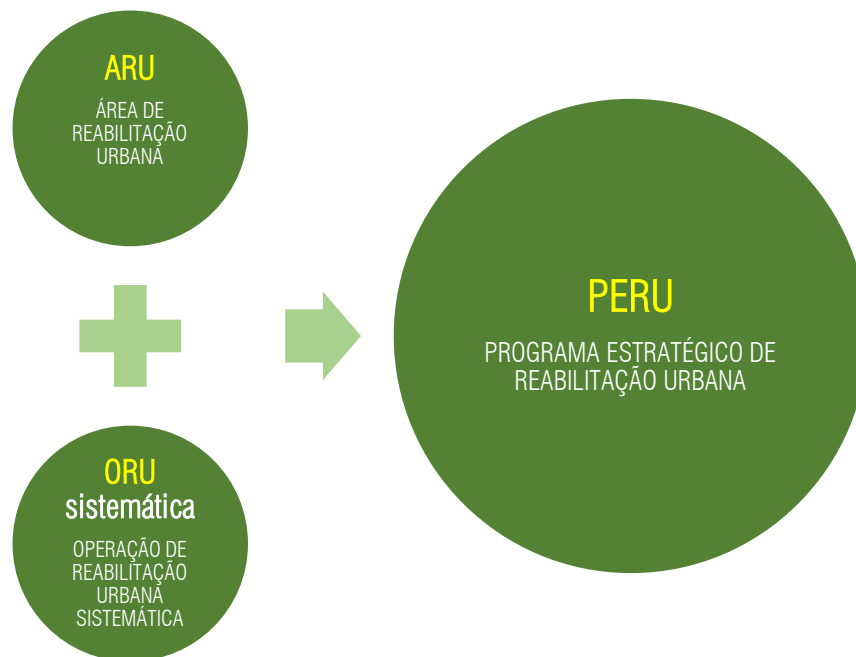 ARU
ÁREA DE
REABILITAÇÃO
URBANA
ORU
sistemática
OPERAÇÃO DE
REABILITAÇÃO
URBANA
SISTEMÁTICA
PERU
PROGRAMA ESTRATÉGICO DE
REABILITAÇÃO URBANA